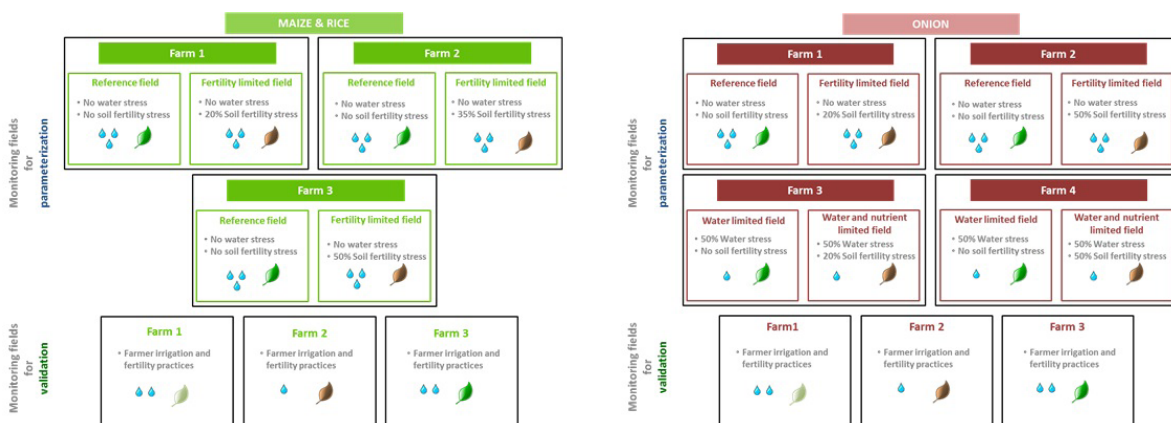 MAIZE & RICE
Monitoring fields
for
parameterization
Farm 1
Reference field
• No water stress
• No soil fertility stress
Fertility limited field
• No water stress
• 20% Soil fertility stress
Farm 2
Reference field
• No water stress
• No soil fertility stress
Fertility limited field
• No water stress
• 35% Soil fertility stress
Farm 3
Reference field
• No water stress
• No soil fertility stress
Fertility limited field
• No water stress
• 50% Soil fertility stress
Monitoring fields
for
validation
Farm 1
• Farmer irrigation and
fertility practices
Farm 2
• Farmer irrigation and
fertility practices
Farm 3
• Farmer irrigation and
fertility practices
ONION
Monitoring fields
for
parameterization
Farm 1
Reference field
• No water stress
• No soil fertility stress
Fertility limited field
• No water stress
• 20% Soil fertility stress
Farm 2
Reference field
• No water stress
• No soil fertility stress
Fertility limited field
• No water stress
• 50% Soil fertility stress
Farm 3
Water limited field
• 50% Water stress
• No soil fertility stress
Water and nutrient
limited field
• 50% Water stress
• 20% Soil fertility stress
Farm 4
Water limited field
• 50% Water stress
• No soil fertility stress
Water and nutrient
limited field
• 50% Water stress
• 50% Soil fertility stress
Monitoring fields
for
validation
Farm1
• Farmer irrigation and
fertility practices
Farm 2
• Farmer irrigation and
fertility practices
Farm 3
• Farmer irrigation and
fertility practices